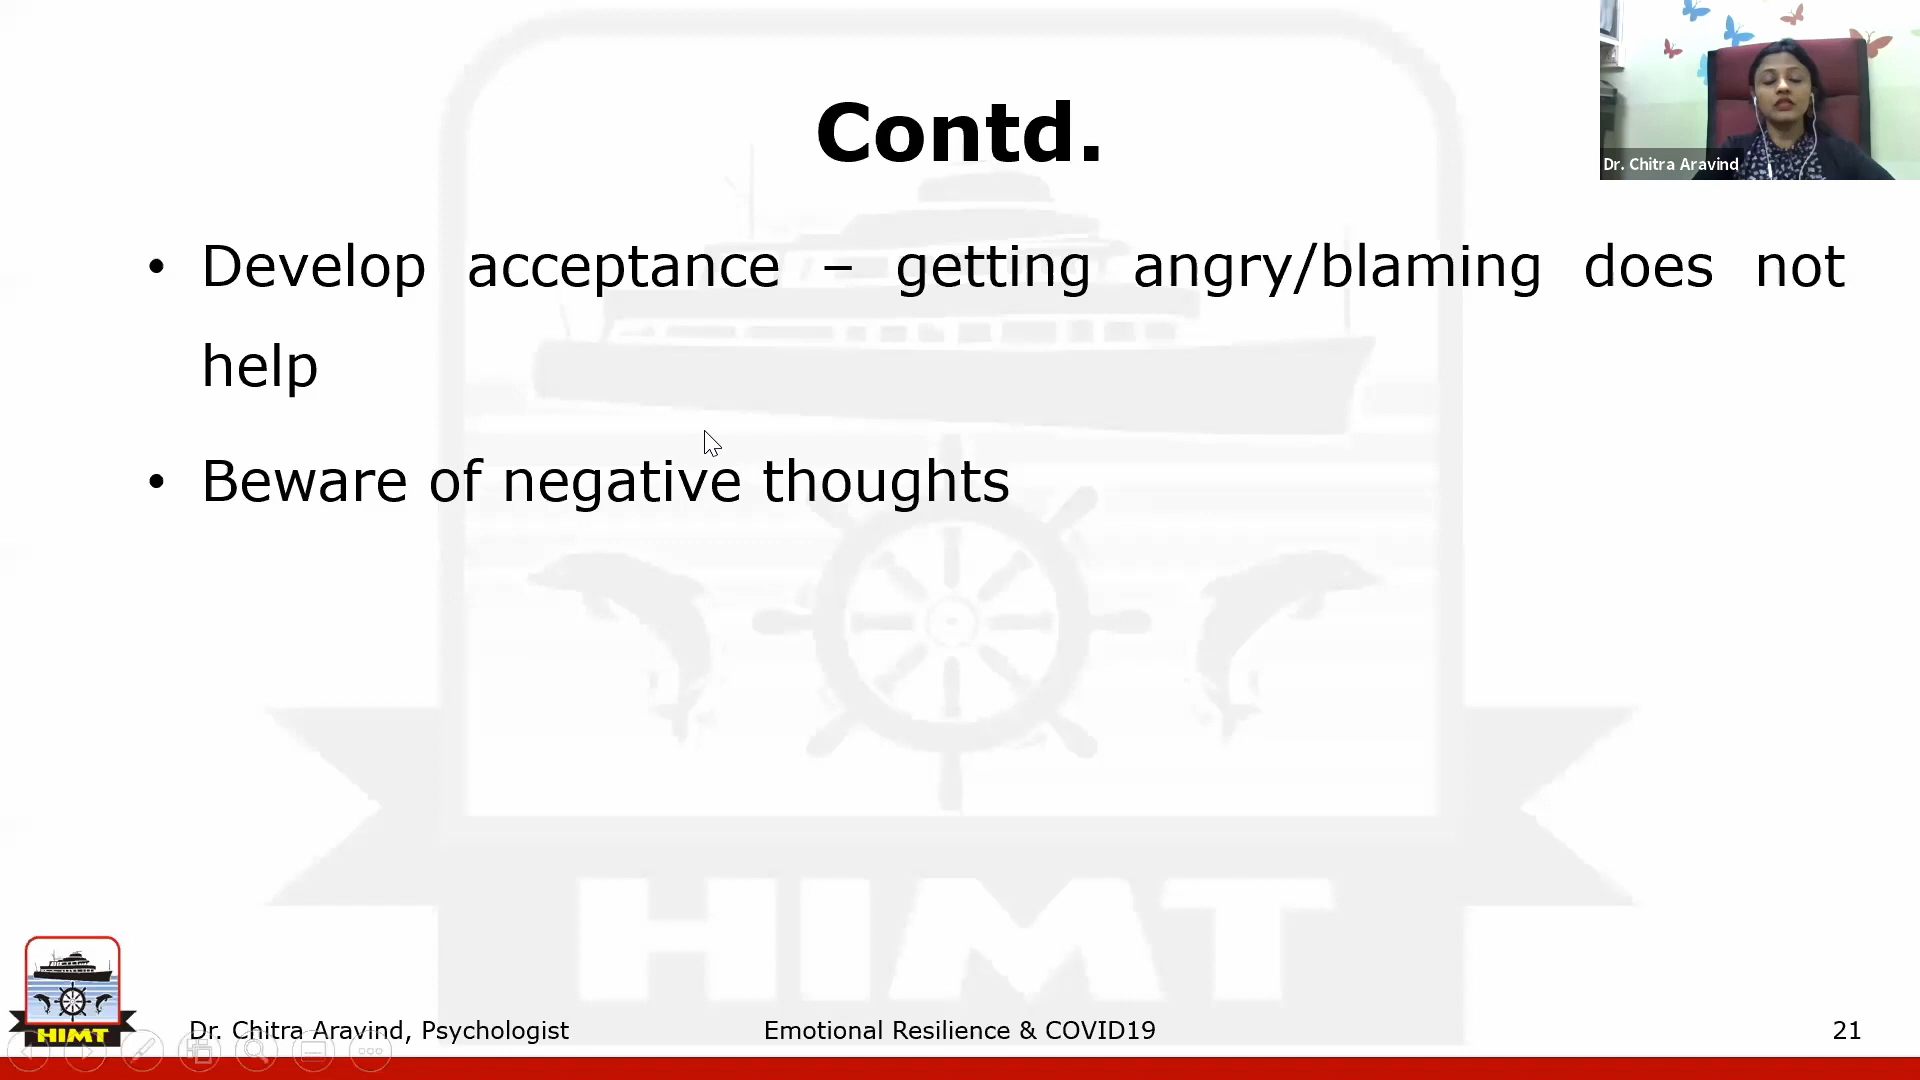 Contd.
Dr. Chitra Aravind
• Develop acceptance – getting angry/blaming does not
help
• Beware of negative thoughts
HIMT
HIMT
Dr. Chitra Aravind, Psychologist
Emotional Resilience & COVID19
21